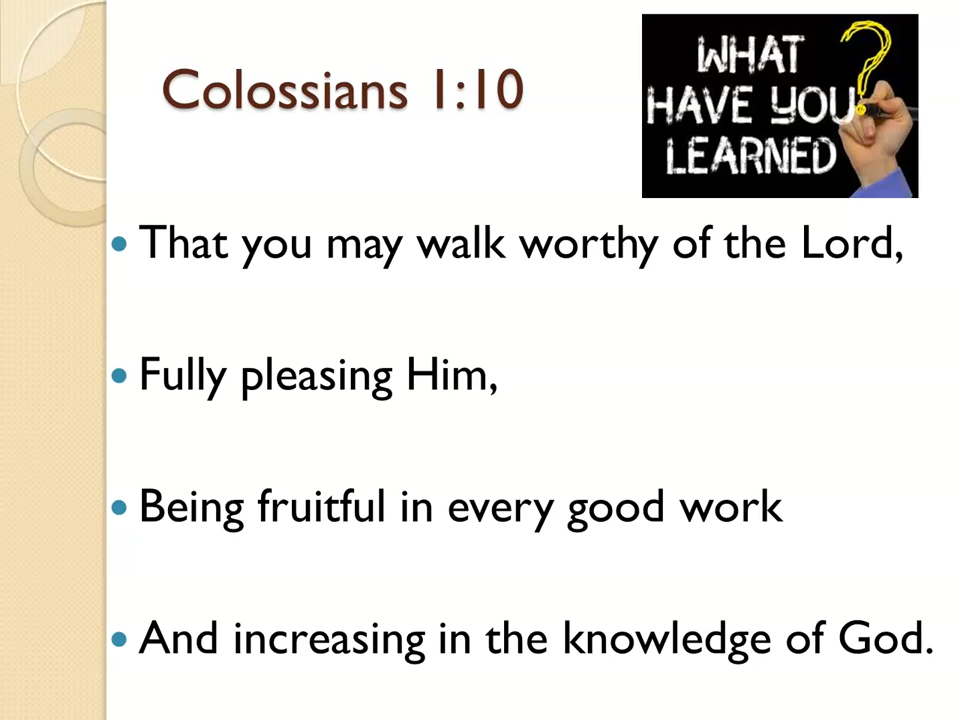 Colossians 1:10
WHAT
HAVE YOU
LEARNED
?
• That you may walk worthy of the Lord,
• Fully pleasing Him,
• Being fruitful in every good work
• And increasing in the knowledge of God.